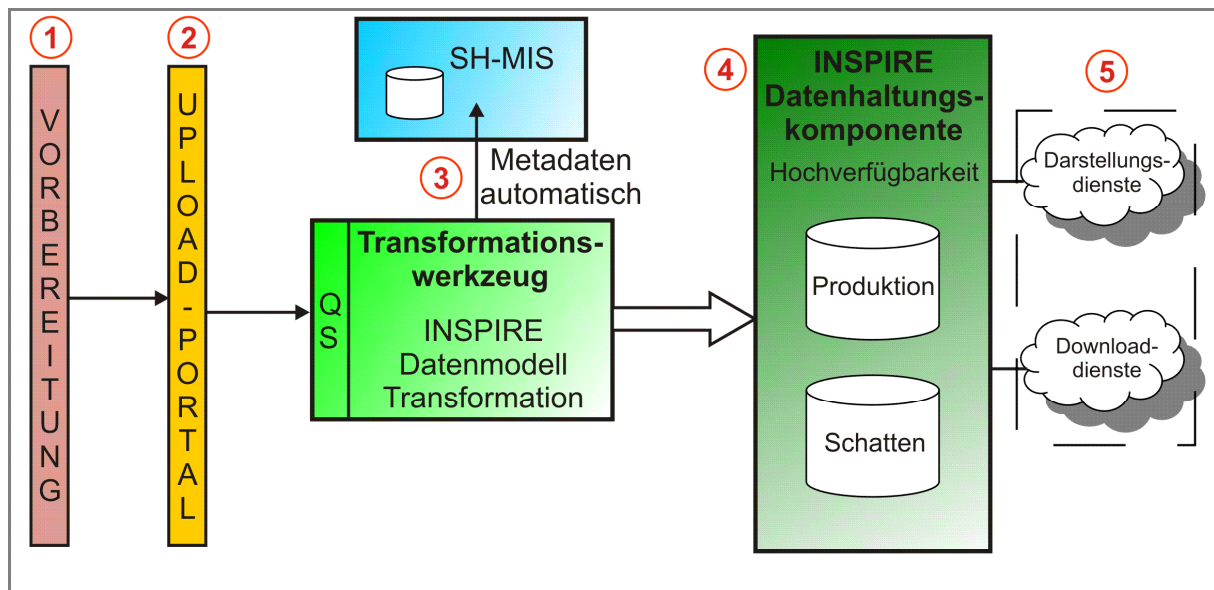 1
VORBEREITUNG
2
UPLOAD-PORTAL
SH-MIS
3
Metadaten
automatisch
QS
Transformations-
werkzeug
INSPIRE
Datenmodell
Transformation
4
INSPIRE
Datenhaltungs-
komponente
Hochverfügbarkeit
Produktion
Schatten
5
Darstellungs-
dienste
Download-
dienste